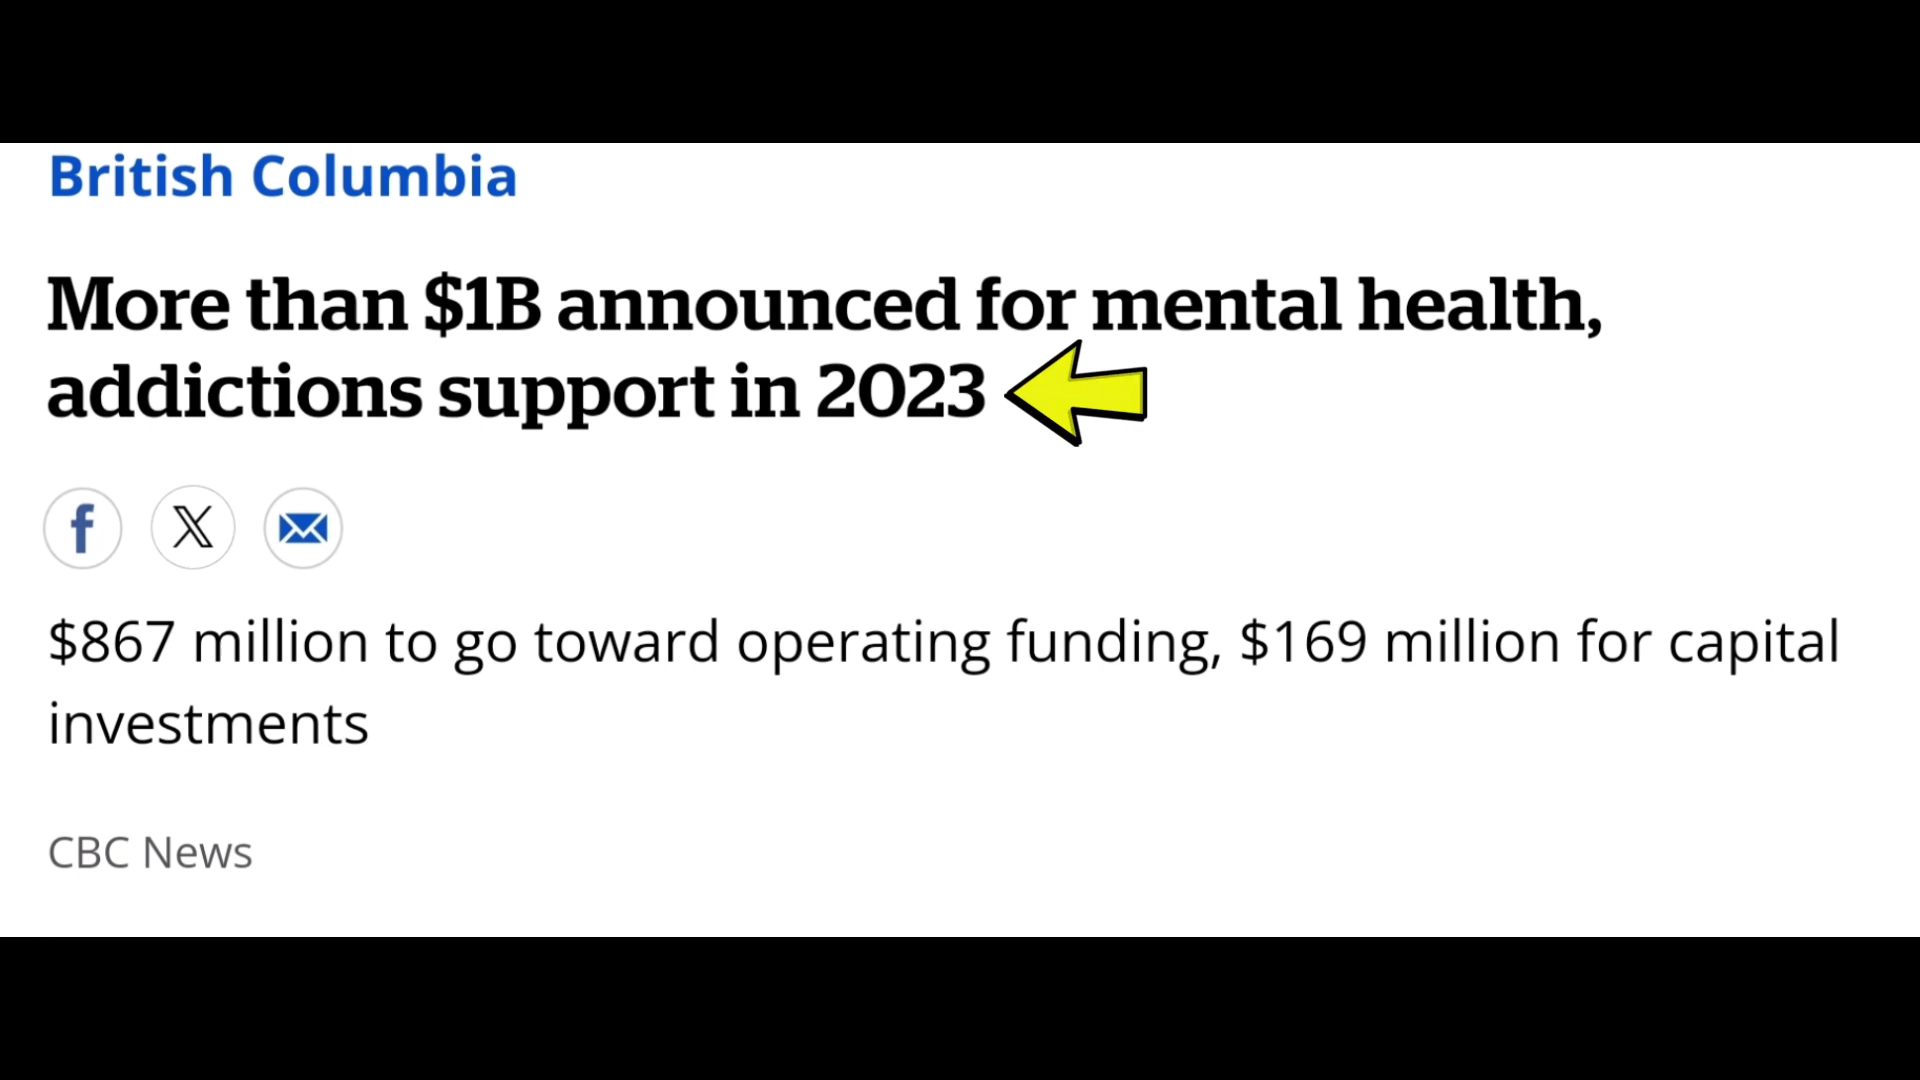 British Columbia
More than $1B announced for mental health,
addictions support in 2023
f X
$867 million to go toward operating funding, $169 million for capital
investments
CBC News